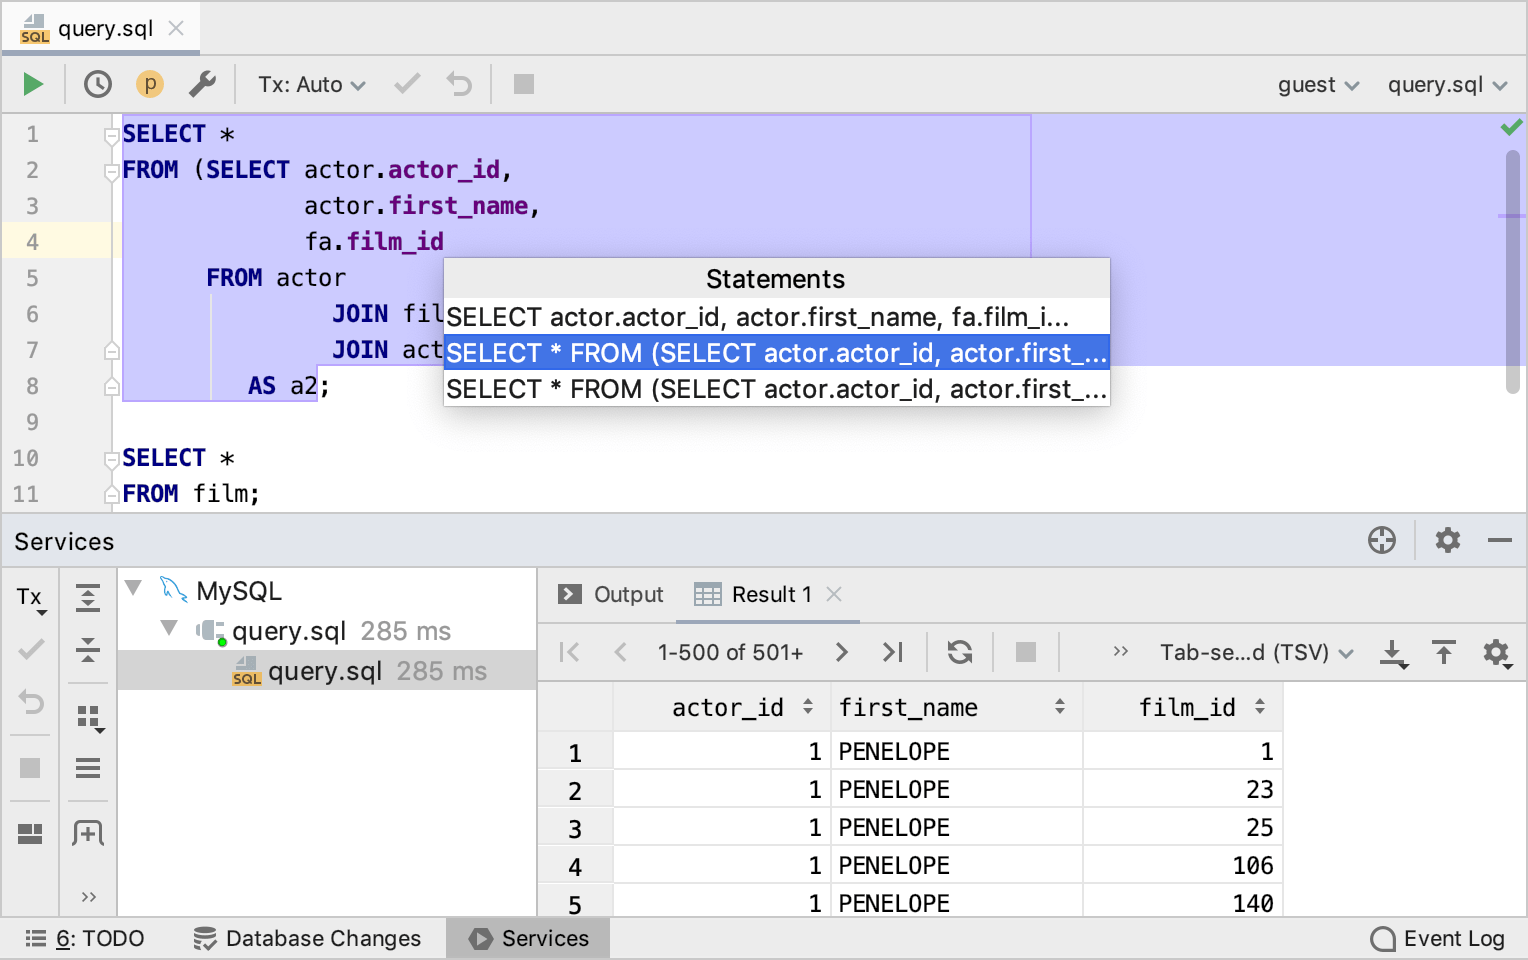 SQL query.sql
p Tx: Auto guest query.sql
1 SELECT *
2 FROM (SELECT actor.actor_id,
3 actor.first_name,
4 fa.film_id
5 FROM actor
6 JOIN fil
7 JOIN act
8 AS a2;
9
10 SELECT *
11 FROM film;
Statements
SELECT actor.actor_id, actor.first_name, fa.film_i...
SELECT * FROM (SELECT actor.actor_id, actor.first_...
SELECT * FROM (SELECT actor.actor_id, actor.first_...
Services
Tx
MySQL
query.sql 285 ms
SQL query.sql 285 ms
Output Result 1
1-500 of 501+ >> Tab-se...d (TSV)
actor_id first_name film_id
1 1 PENELOPE 1
2 1 PENELOPE 23
3 1 PENELOPE 25
4 1 PENELOPE 106
5 1 PENELOPE 140
>>
6: TODO Database Changes Services Event Log